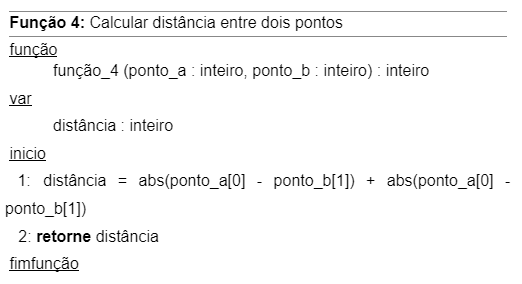 Função 4: Calcular distância entre dois pontos
função
função_4 (ponto_a : inteiro, ponto_b : inteiro) : inteiro
var
distância : inteiro
inicio
1: distância = abs(ponto_a[0] - ponto_b[1]) + abs(ponto_a[0] -
ponto_b[1])
2: retorne distância
fimfunção